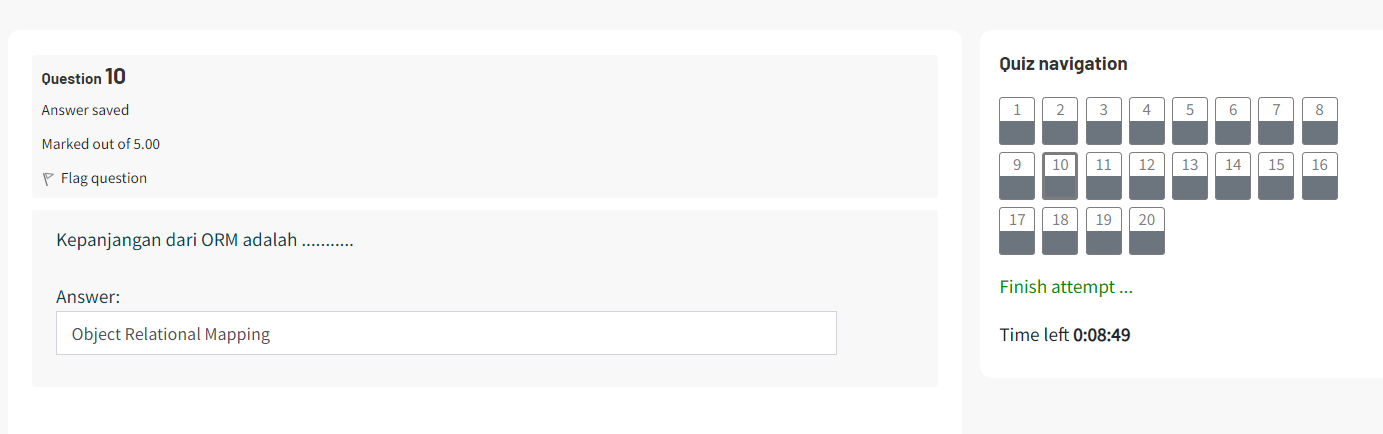 Question 10
Answer saved
Marked out of 5.00
Flag question
Kepanjangan dari ORM adalah ...........
Answer:
Object Relational Mapping
Quiz navigation
1 2 3 4 5 6 7 8
9 10 11 12 13 14 15 16
17 18 19 20
Finish attempt ...
Time left 0:08:49